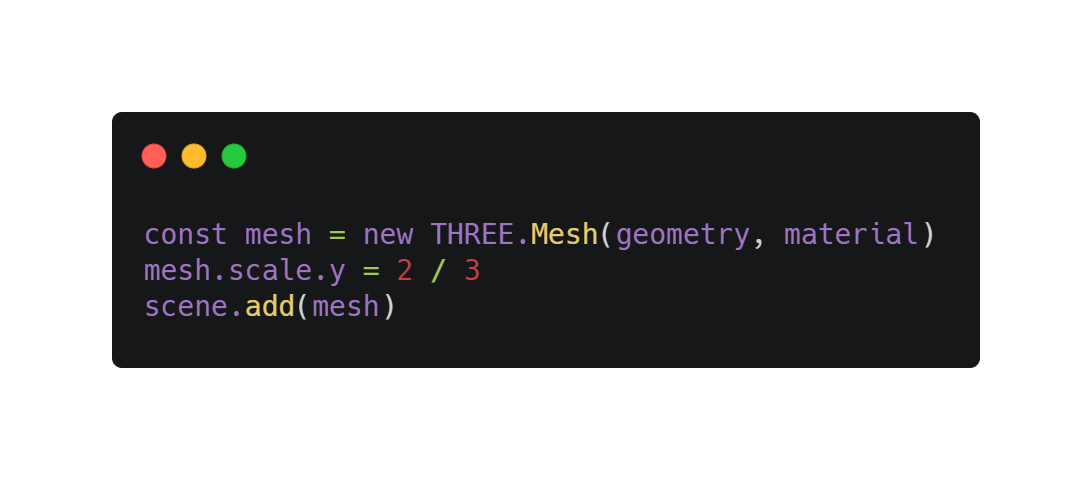 const mesh = new THREE.Mesh(geometry, material)
mesh.scale.y = 2 / 3
scene.add(mesh)